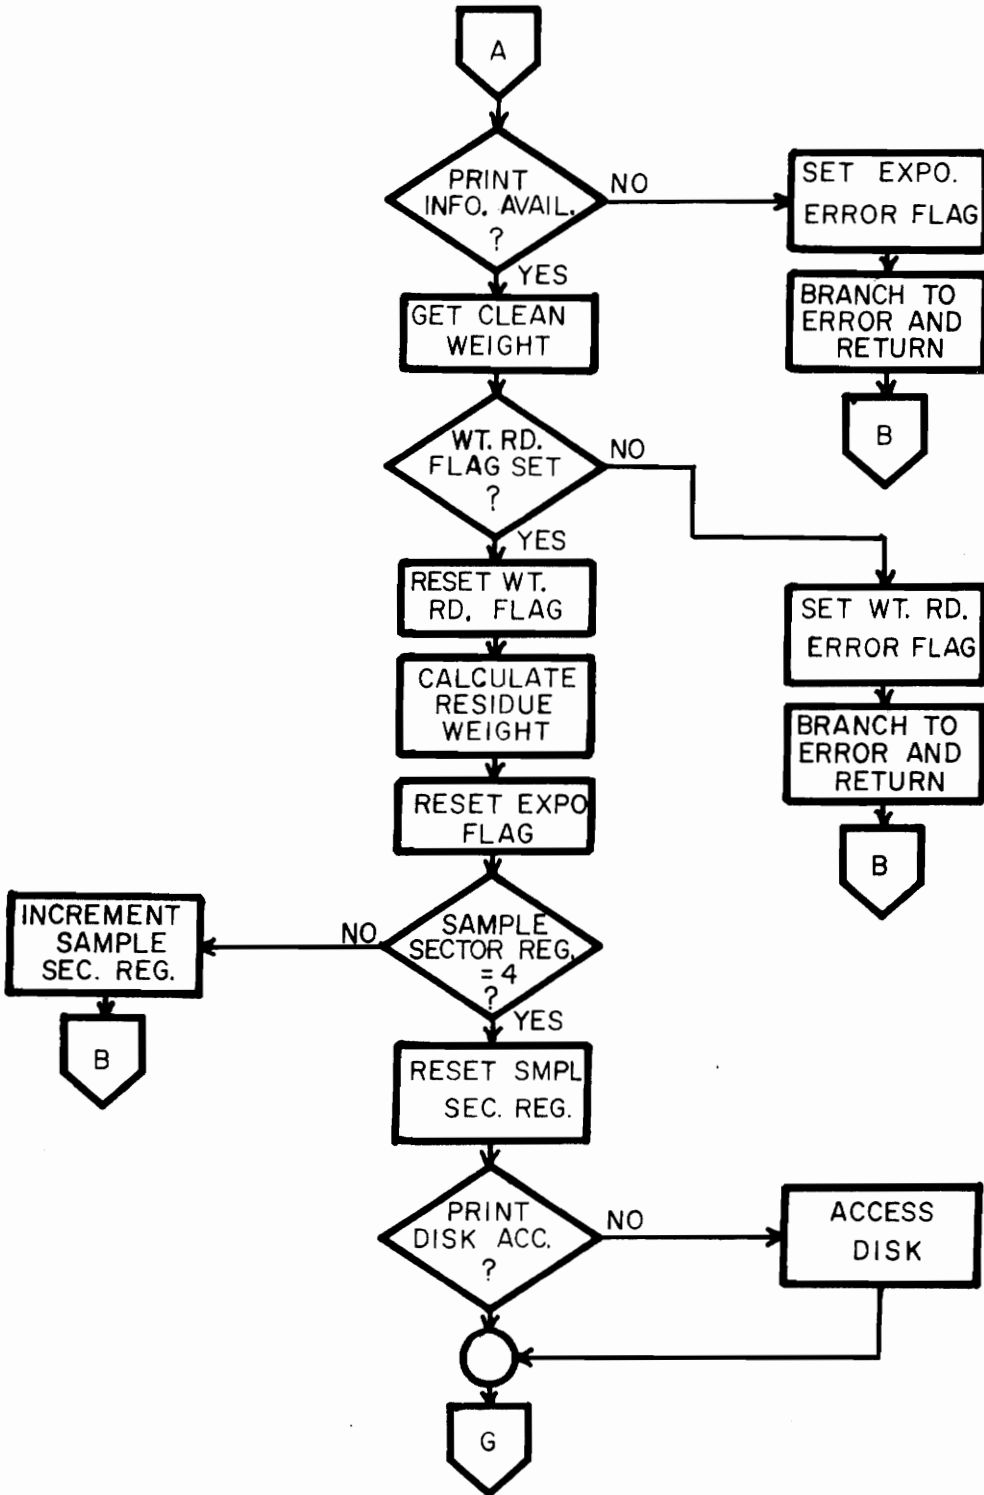 A
PRINT
INFO. AVAIL.
?
NO
SET EXPO.
ERROR FLAG
BRANCH TO
ERROR AND
RETURN
B
YES
GET CLEAN
WEIGHT
WT. RD.
FLAG SET
?
NO
SET WT. RD.
ERROR FLAG
BRANCH TO
ERROR AND
RETURN
B
YES
RESET WT.
RD. FLAG
CALCULATE
RESIDUE
WEIGHT
RESET EXPO
FLAG
SAMPLE
SECTOR REG.
= 4
?
NO
INCREMENT
SAMPLE
SEC. REG.
B
YES
RESET SMPL
SEC. REG.
PRINT
DISK ACC.
?
NO
ACCESS
DISK
G